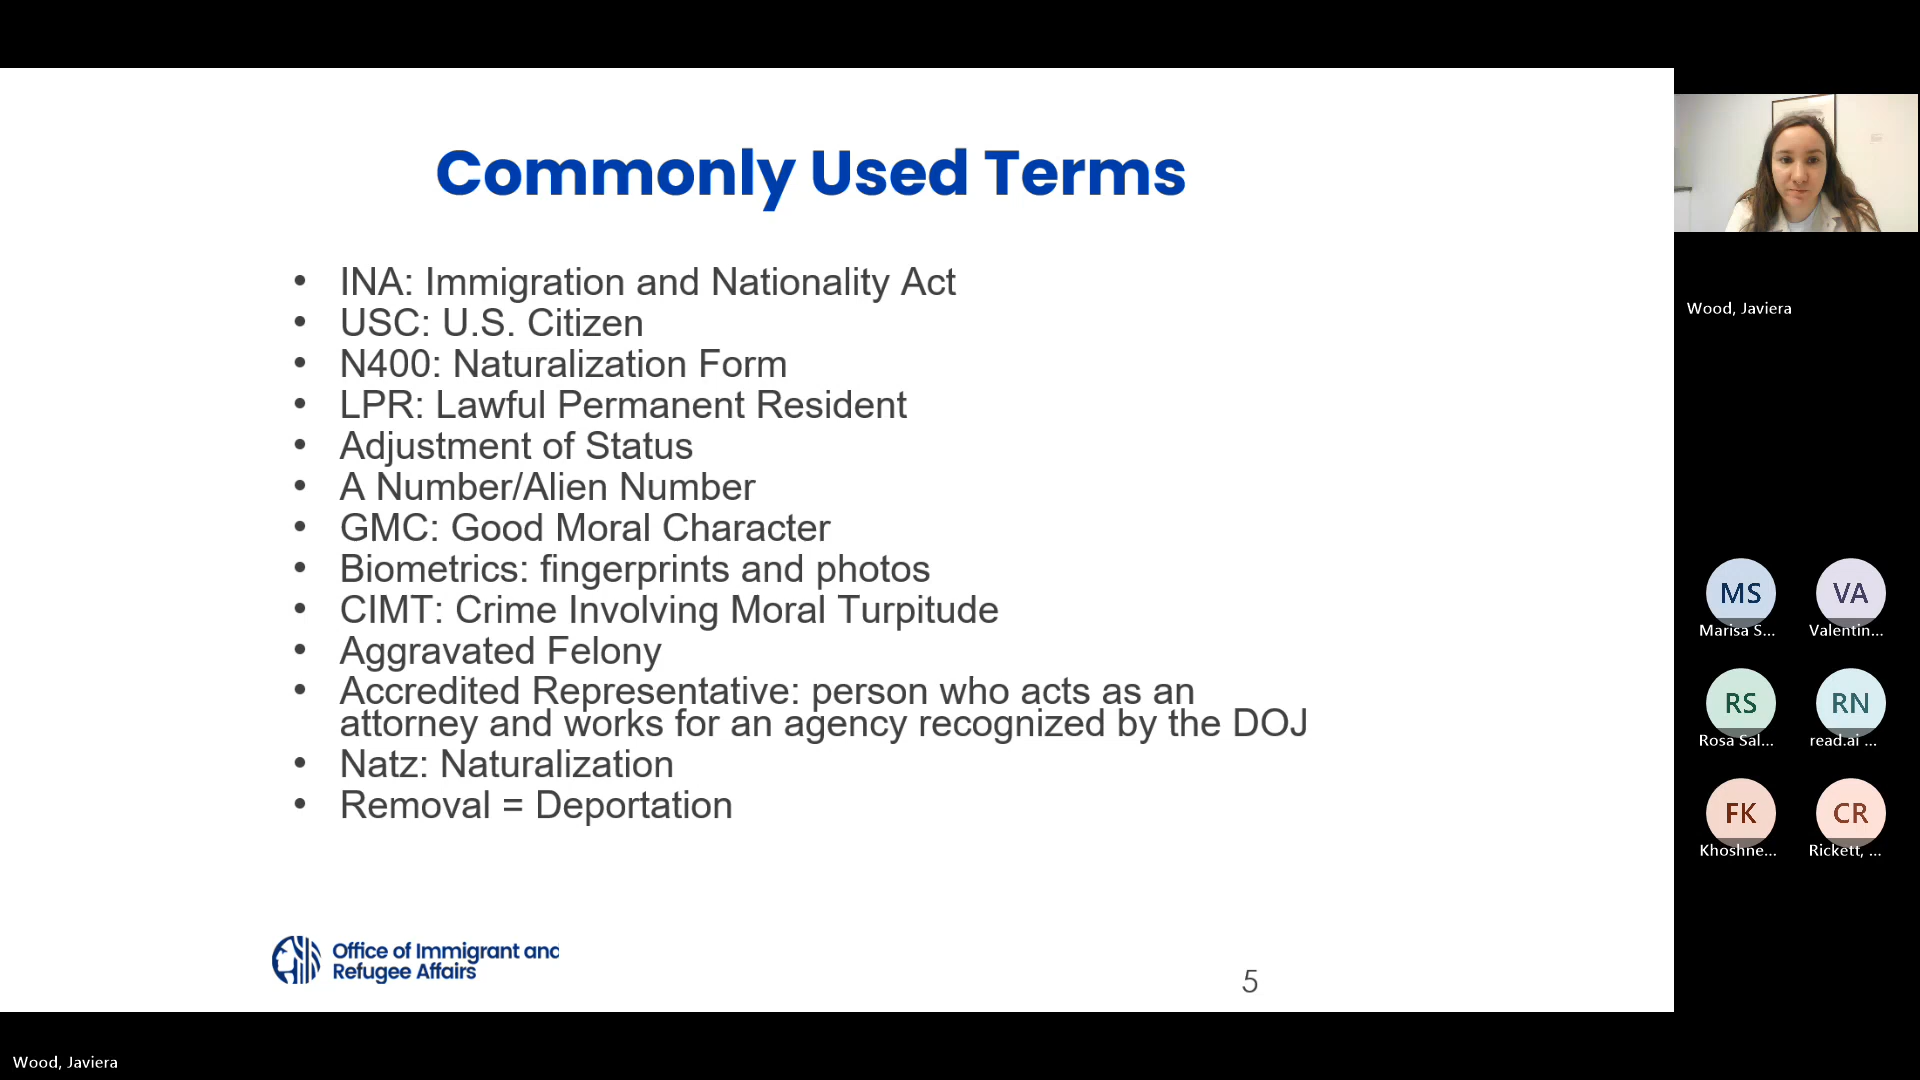 Commonly Used Terms
• INA: Immigration and Nationality Act
• USC: U.S. Citizen
• N400: Naturalization Form
• LPR: Lawful Permanent Resident
• Adjustment of Status
• A Number/Alien Number
• GMC: Good Moral Character
• Biometrics: fingerprints and photos
• CIMT: Crime Involving Moral Turpitude
• Aggravated Felony
• Accredited Representative: person who acts as an
attorney and works for an agency recognized by the DOJ
• Natz: Naturalization
• Removal = Deportation
Office of Immigrant and
Refugee Affairs
5
Wood, Javiera
MS
VA
Marisa S...
Valentin...
RS
RN
Rosa Sal...
read.ai ...
FK
CR
Khoshne...
Rickett, ...
Wood, Javiera